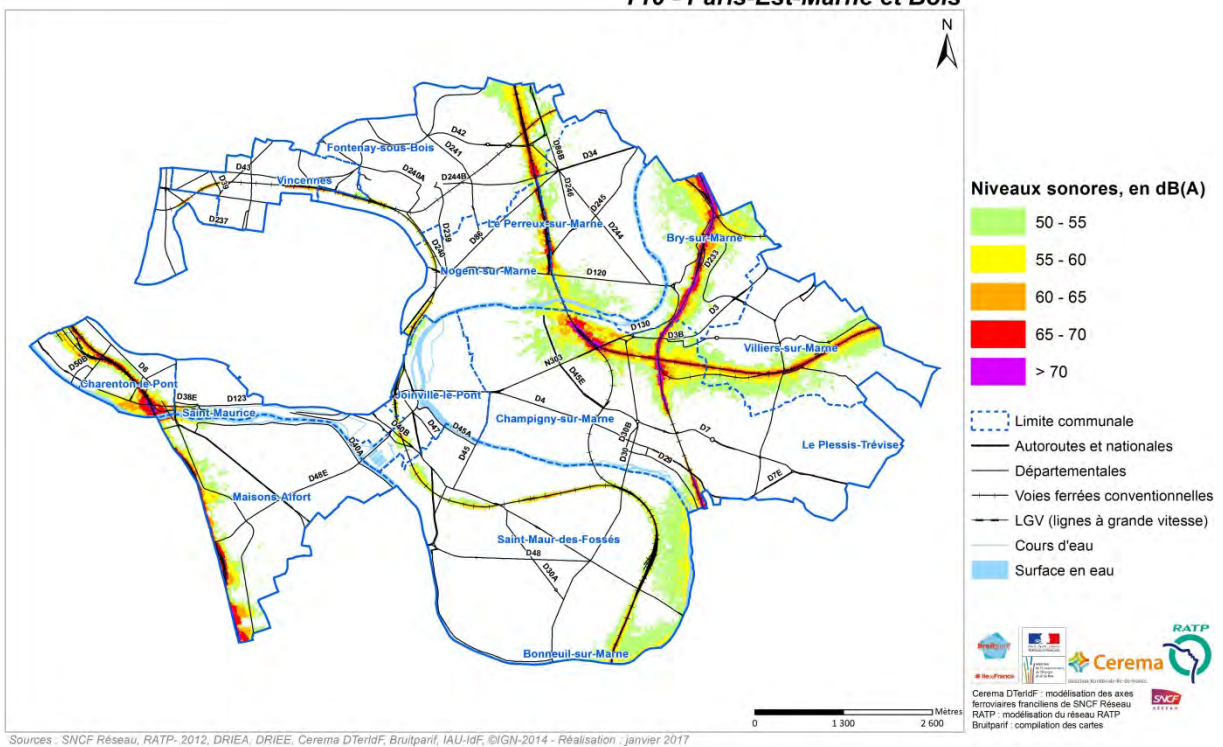 T10 - Paris-Est-Marne et Bois
N
Fontenay-sous-Bois
D42
D241
D86B
D34
D43
D240A
D244B
D39
Vincennes
D246
D245
D237
D239
D86
D244
Le Perreux-sur-Marne
Bry-sur-Marne
D240
D233
Nogent-sur-Marne
D120
D130
D3
D3B
Villiers-sur-Marne
N303
D45E
D50B
D6
Charenton-le-Pont
D38E
D123
Saint-Maurice
Joinville-le-Pont
D4
Champigny-sur-Marne
D40B
D47
D45A
D45
D40A
D30B
D30
D7
Le Plessis-Trévise
D29
D7E
D48E
Maisons-Alfort
Saint-Maur-des-Fossés
D48
D30A
Bonneuil-sur-Marne
Mètres
0 1 300 2 600
Niveaux sonores, en dB(A)
50 - 55
55 - 60
60 - 65
65 - 70
> 70
Limite communale
Autoroutes et nationales
Départementales
Voies ferrées conventionnelles
LGV (lignes à grande vitesse)
Cours d'eau
Surface en eau
Bruitparif
îledeFrance
Cerema
RATP
Cerema DTerIdF : modélisation des axes
ferroviaires franciliens de SNCF Réseau
RATP : modélisation du réseau RATP
Bruitparif : compilation des cartes
SNCF
RÉSEAU
Sources : SNCF Réseau, RATP- 2012, DRIEA, DRIEE, Cerema DTerIdF, Bruitparif, IAU-IdF, ©IGN-2014 - Réalisation : janvier 2017